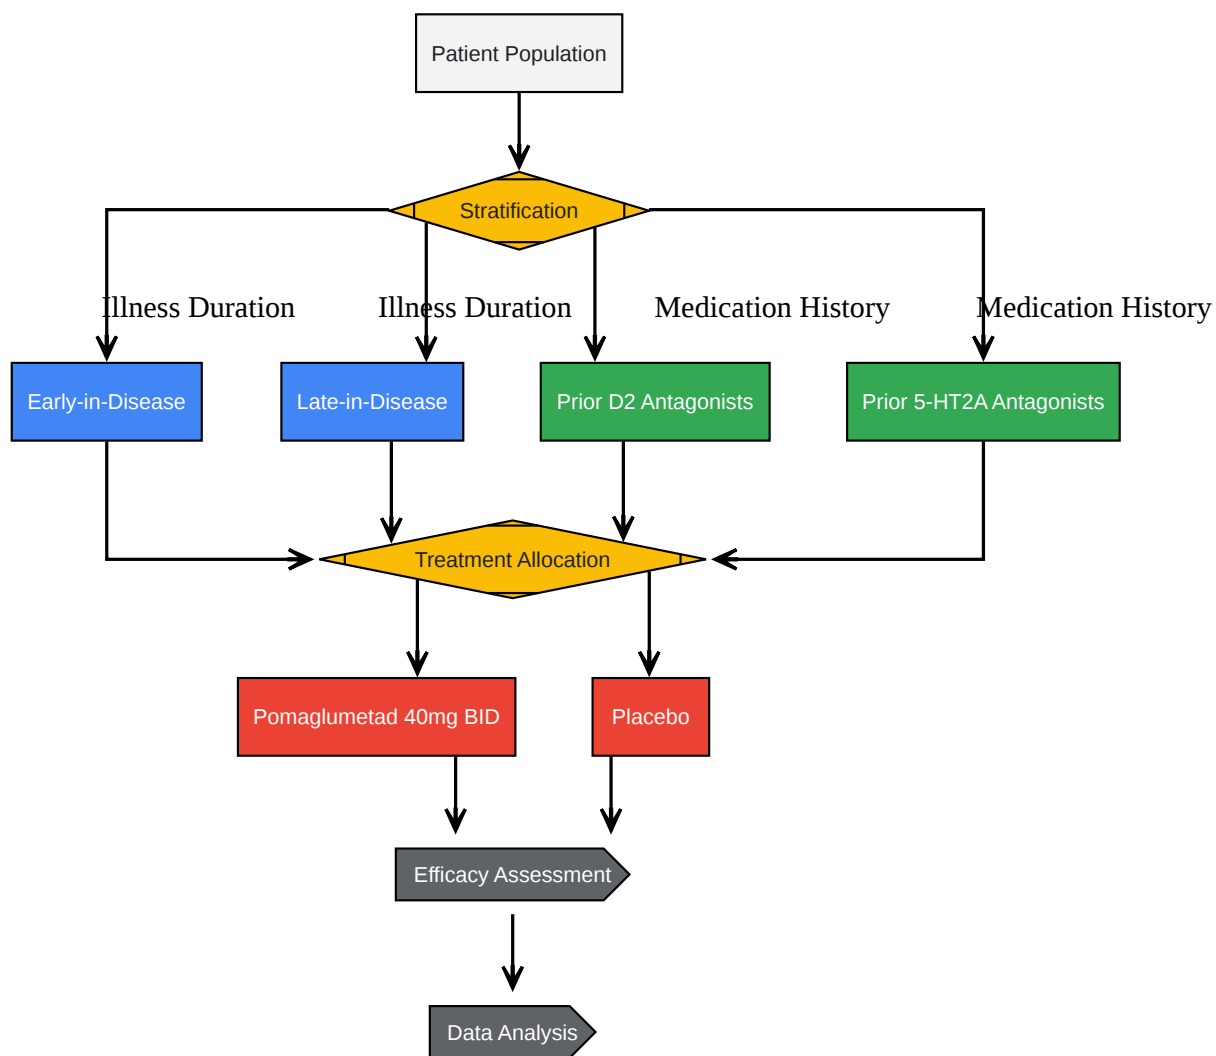 Patient Population
Stratification
Illness Duration
Illness Duration
Medication History
Medication History
Early-in-Disease
Late-in-Disease
Prior D2 Antagonists
Prior 5-HT2A Antagonists
Treatment Allocation
Pomaglumetad 40mg BID
Placebo
Efficacy Assessment
Data Analysis